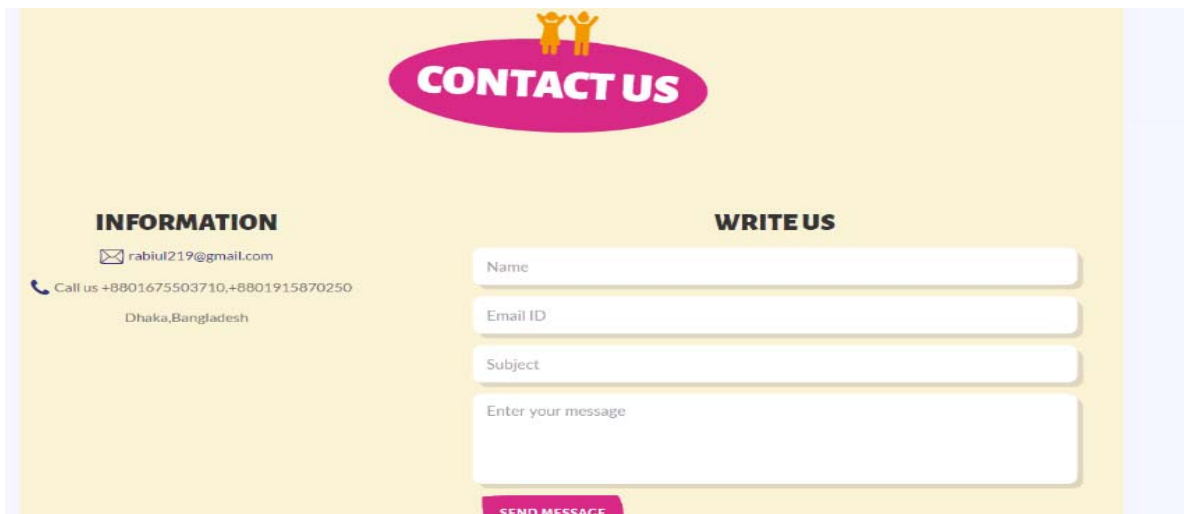 CONTACT US
INFORMATION
rabiul219@gmail.com
Call us +8801675503710,+8801915870250
Dhaka,Bangladesh
WRITE US
Name
Email ID
Subject
Enter your message
SEND MESSAGE